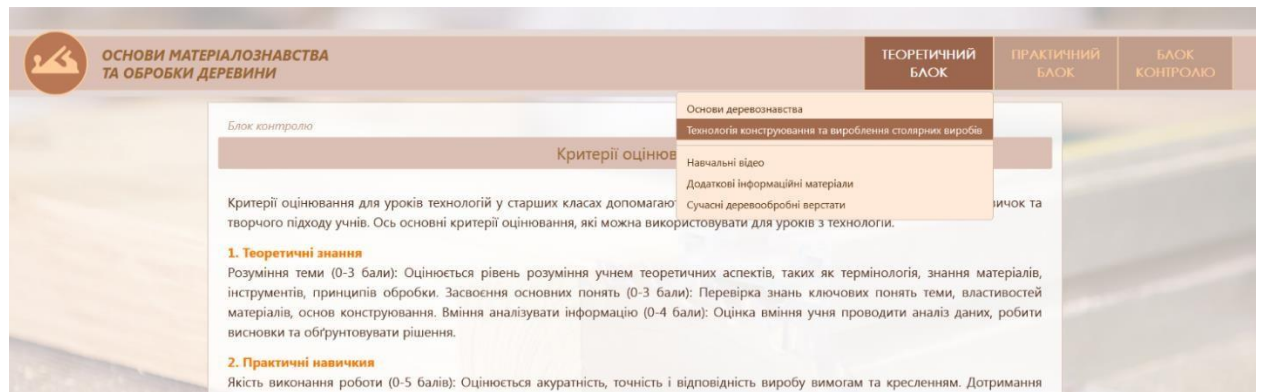 ОСНОВИ МАТЕРІАЛОЗНАВСТВА
ТА ОБРОБКИ ДЕРЕВИНИ
ТЕОРЕТИЧНИЙ
БЛОК
ПРАКТИЧНИЙ
БЛОК
БЛОК
КОНТРОЛЮ
Основи деревознавства
Технологія конструювання та вироблення столярних виробів
Навчальні відео
Додаткові інформаційні матеріали
Сучасні деревообробні верстати
Блок контролю
Критерії оцінюв
Критерії оцінювання для уроків технологій у старших класах допомагают ичок та
творчого підходу учнів. Ось основні критерії оцінювання, які можна використовувати для уроків з технологій.
1. Теоретичні знання
Розуміння теми (0-3 бали): Оцінюється рівень розуміння учнем теоретичних аспектів, таких як термінологія, знання матеріалів,
інструментів, принципів обробки. Засвоєння основних понять (0-3 бали): Перевірка знань ключових понять теми, властивостей
матеріалів, основ конструювання. Вміння аналізувати інформацію (0-4 бали): Оцінка вміння учня проводити аналіз даних, робити
висновки та обґрунтовувати рішення.
2. Практичні навичкия
Якість виконання роботи (0-5 балів): Оцінюється акуратність, точність і відповідність виробу вимогам та кресленням. Дотримання